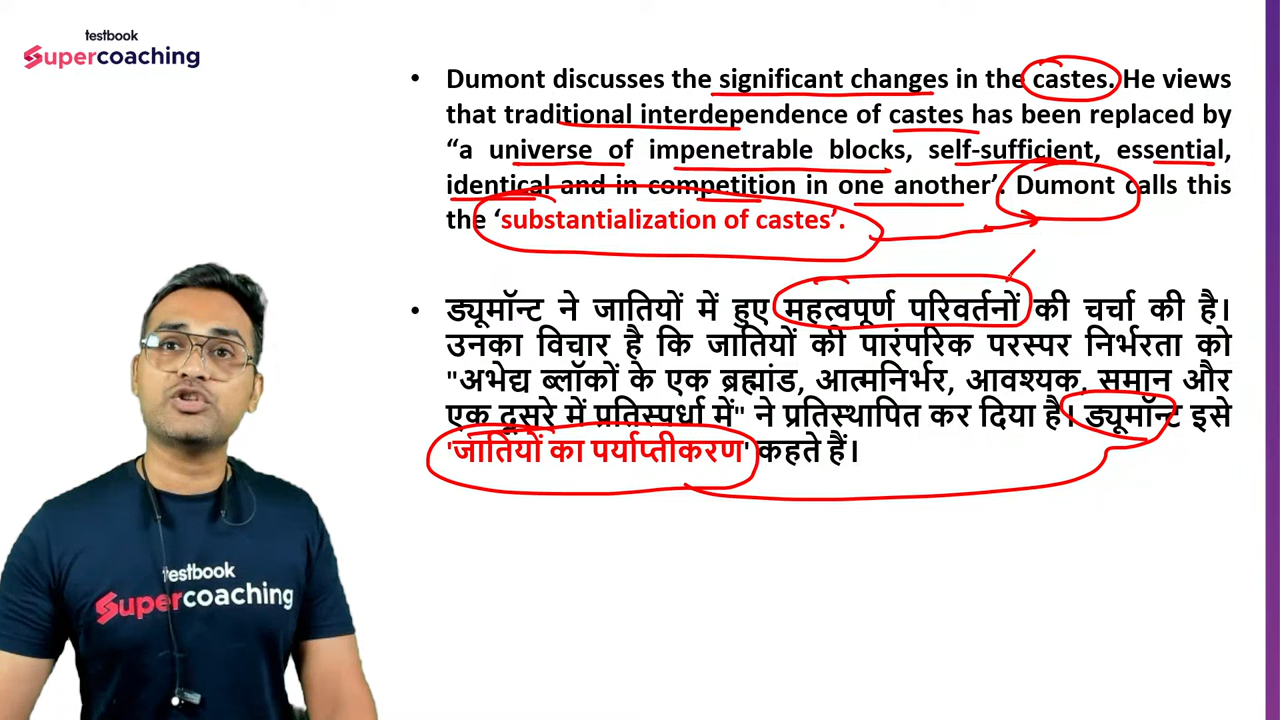 testbook
Supercoaching
• Dumont discusses the significant changes in the castes. He views
that traditional interdependence of castes has been replaced by
“a universe of impenetrable blocks, self-sufficient, essential,
identical and in competition in one another’. Dumont calls this
the ‘substantialization of castes’.
• ड्यूमॉन्ट ने जातियों में हुए महत्वपूर्ण परिवर्तनों की चर्चा की है।
उनका विचार है कि जातियों की पारंपरिक परस्पर निर्भरता को
"अभेद्य ब्लॉकों के एक ब्रह्मांड, आत्मनिर्भर, आवश्यक, समान और
एक दूसरे में प्रतिस्पर्धा में" ने प्रतिस्थापित कर दिया है। ड्यूमॉन्ट इसे
'जातियों का पर्याप्तीकरण' कहते हैं।
testbook
Supercoaching